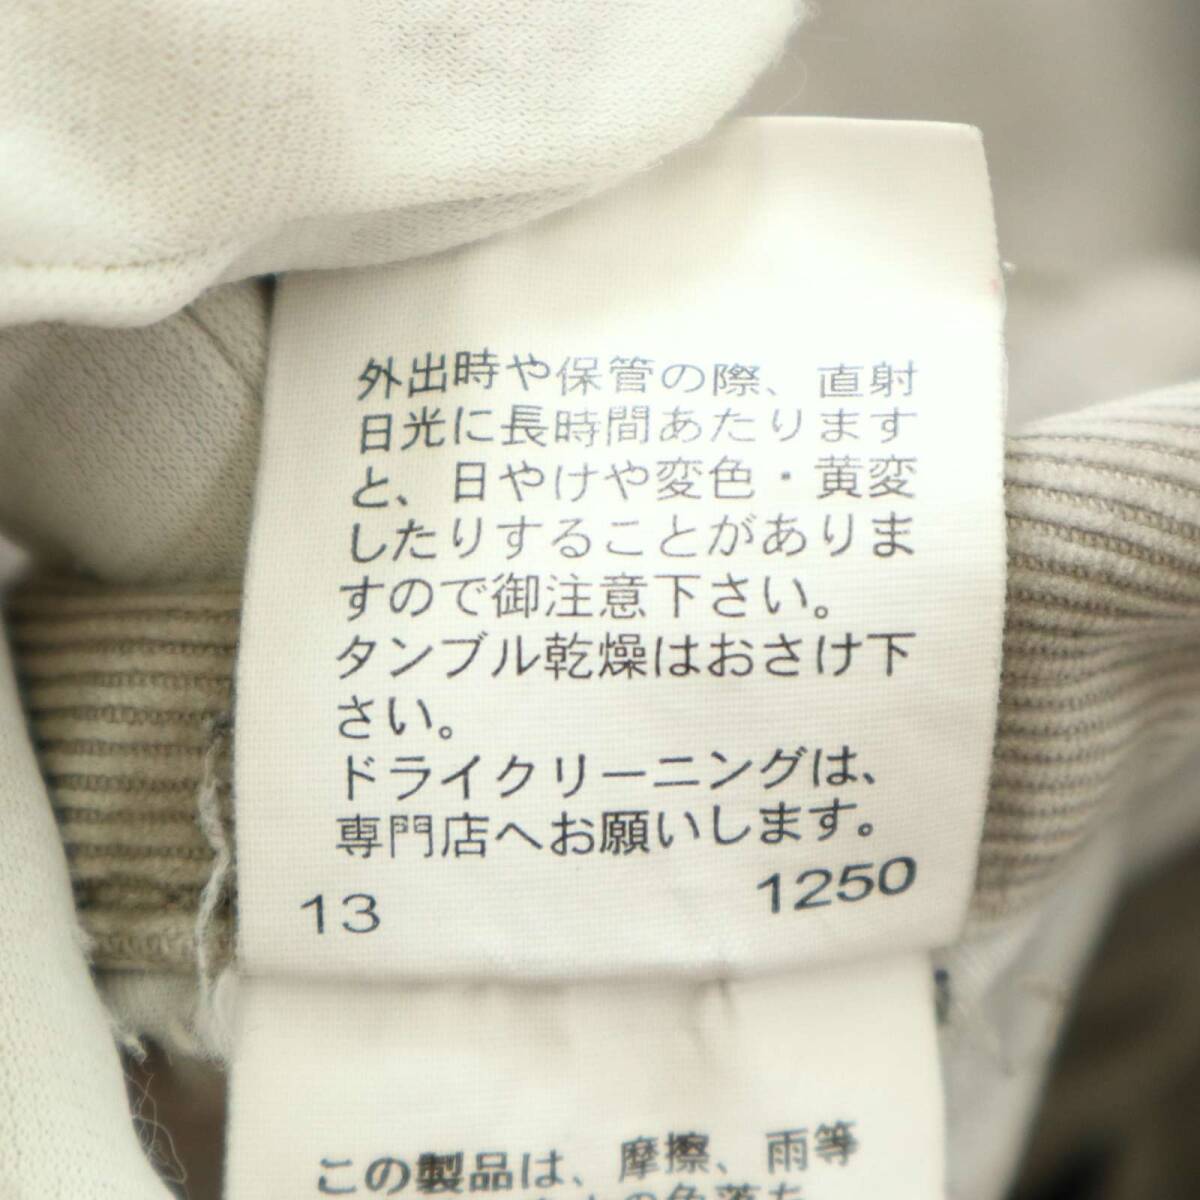 外出時や保管の際、直射
日光に長時間あたります
と、日やけや変色・黄変
したりすることがありま
すので御注意下さい。
タンブル乾燥はおさけ下
さい。
ドライクリーニングは、
専門店へお願いします。
13 1250
この製品は、摩擦、雨等
の色落ち